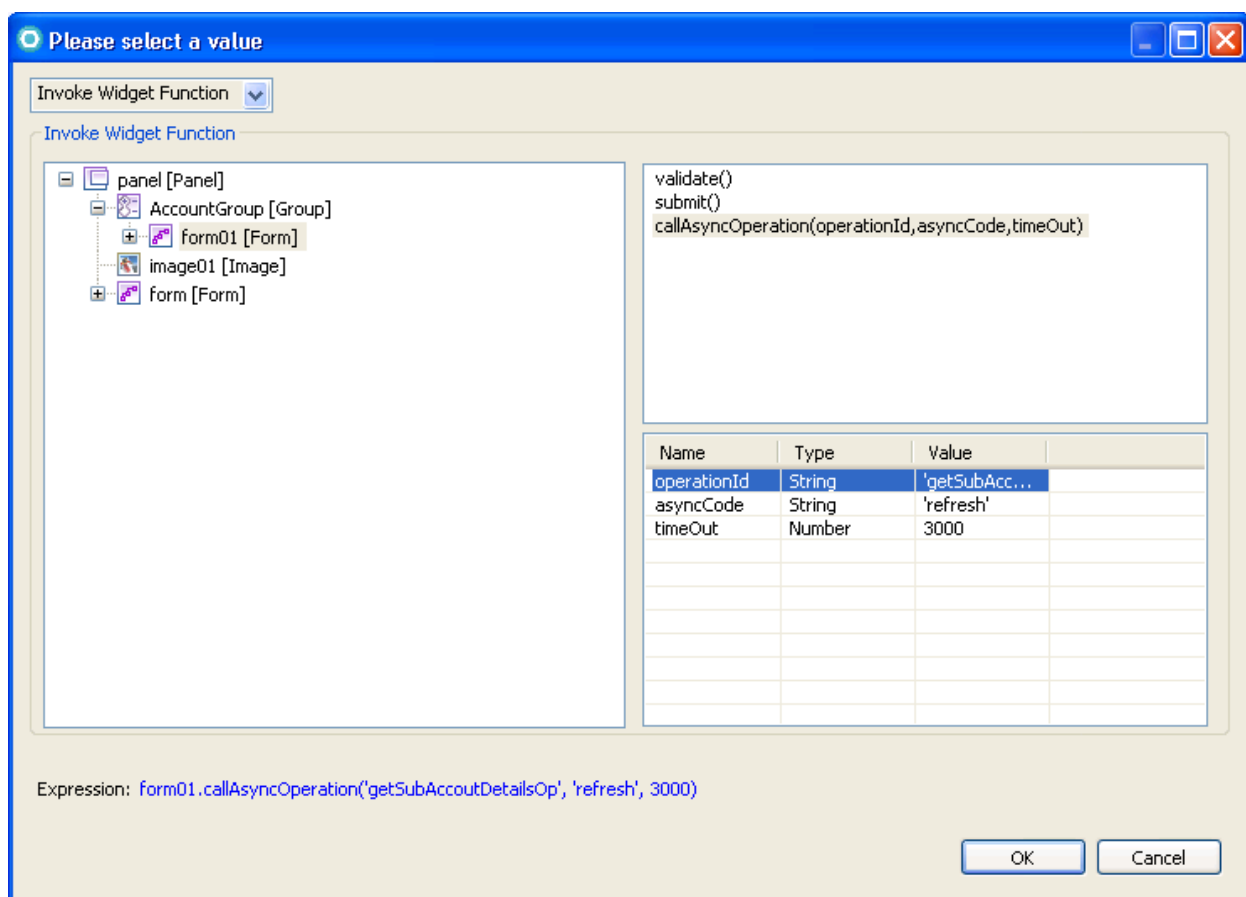 Please select a value
Invoke Widget Function
Invoke Widget Function
panel [Panel]
AccountGroup [Group]
form01 [Form]
image01 [Image]
form [Form]
validate()
submit()
callAsyncOperation(operationId,asyncCode,timeOut)
Name Type Value
operationId String 'getSubAcc...
asyncCode String 'refresh'
timeOut Number 3000
Expression: form01.callAsyncOperation('getSubAccoutDetailsOp', 'refresh', 3000)
OK Cancel